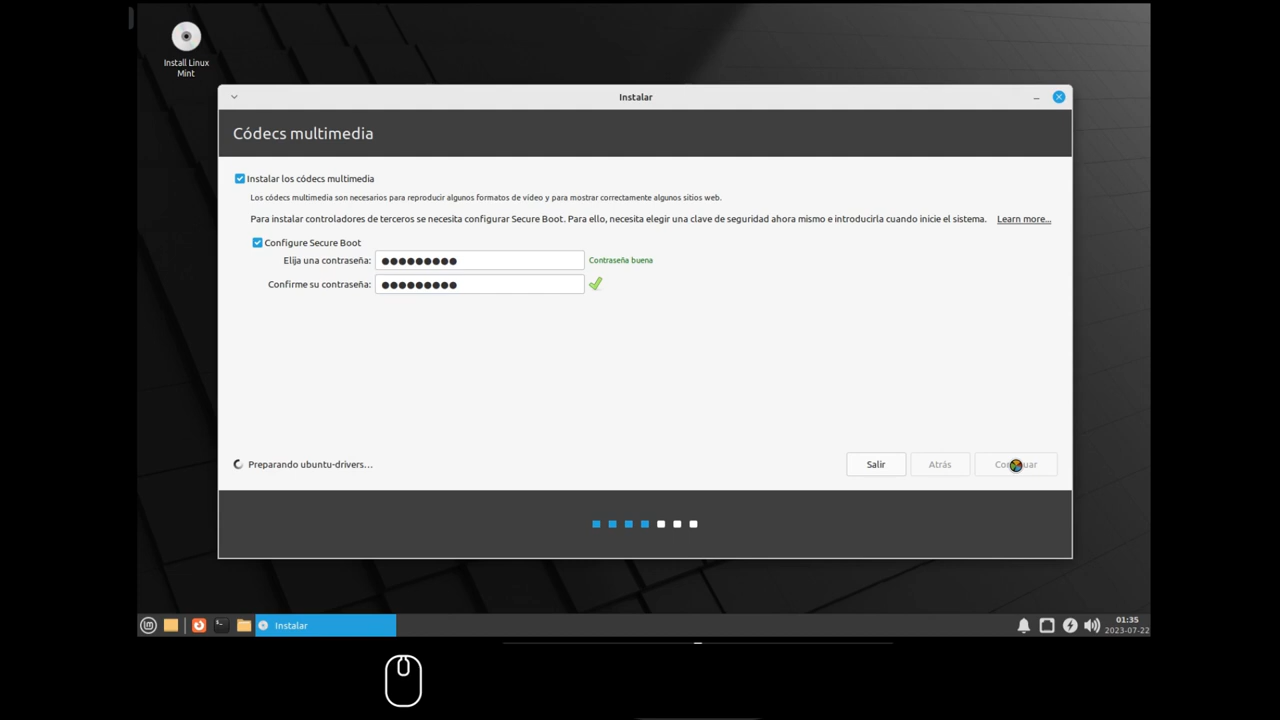 Install Linux
Mint
Instalar
Códecs multimedia
Instalar los códecs multimedia
Los códecs multimedia son necesarios para reproducir algunos formatos de vídeo y para mostrar correctamente algunos sitios web.
Para instalar controladores de terceros se necesita configurar Secure Boot. Para ello, necesita elegir una clave de seguridad ahora mismo e introducirla cuando inicie el sistema. Learn more...
Configure Secure Boot
Elija una contraseña: ●●●●●●●●● Contraseña buena
Confirme su contraseña: ●●●●●●●●●
Preparando ubuntu-drivers... Salir Atrás Continuar
Instalar 01:35
2023-07-22